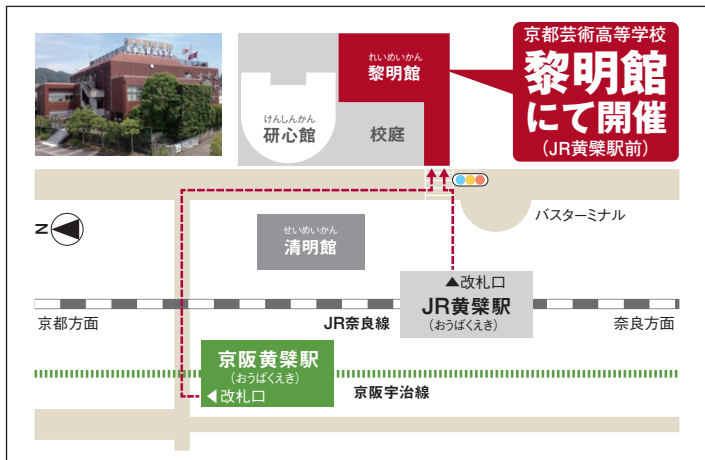 京都芸術高等学校
黎明館
にて開催
(JR黄檗駅前)
れいめいかん
黎明館
けんしんかん
研心館
校庭
バスターミナル
N
せいめいかん
清明館
▲改札口
JR黄檗駅
(おうばくえき)
京都方面
JR奈良線
奈良方面
京阪黄檗駅
(おうばくえき)
◀改札口
京阪宇治線